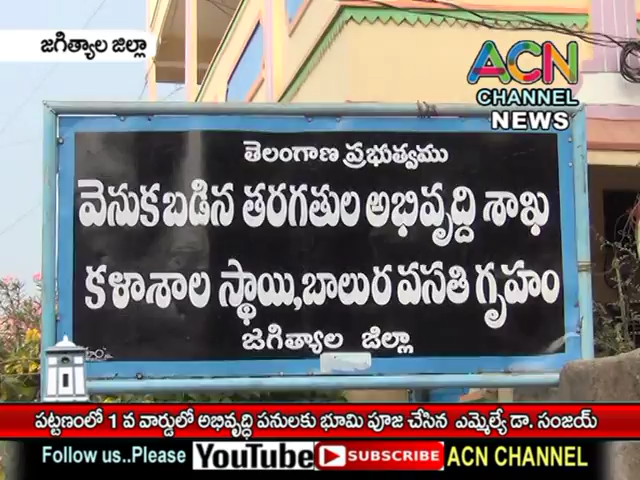 జగిత్యాల జిల్లా
ACN
CHANNEL
NEWS
తెలంగాణ ప్రభుత్వము
వెనుకబడిన తరగతుల అభివృద్ది శాఖ
కళాశాల స్థాయి,బాలుర వసతి గృహం
జగిత్యాల జిల్లా
పట్టణంలో 1 వ వార్డులో అభివృద్ధి పనులకు భూమి పూజ చేసిన ఎమ్మెల్యే డా. సంజయ్
Follow us..Please YouTube SUBSCRIBE ACN CHANNEL